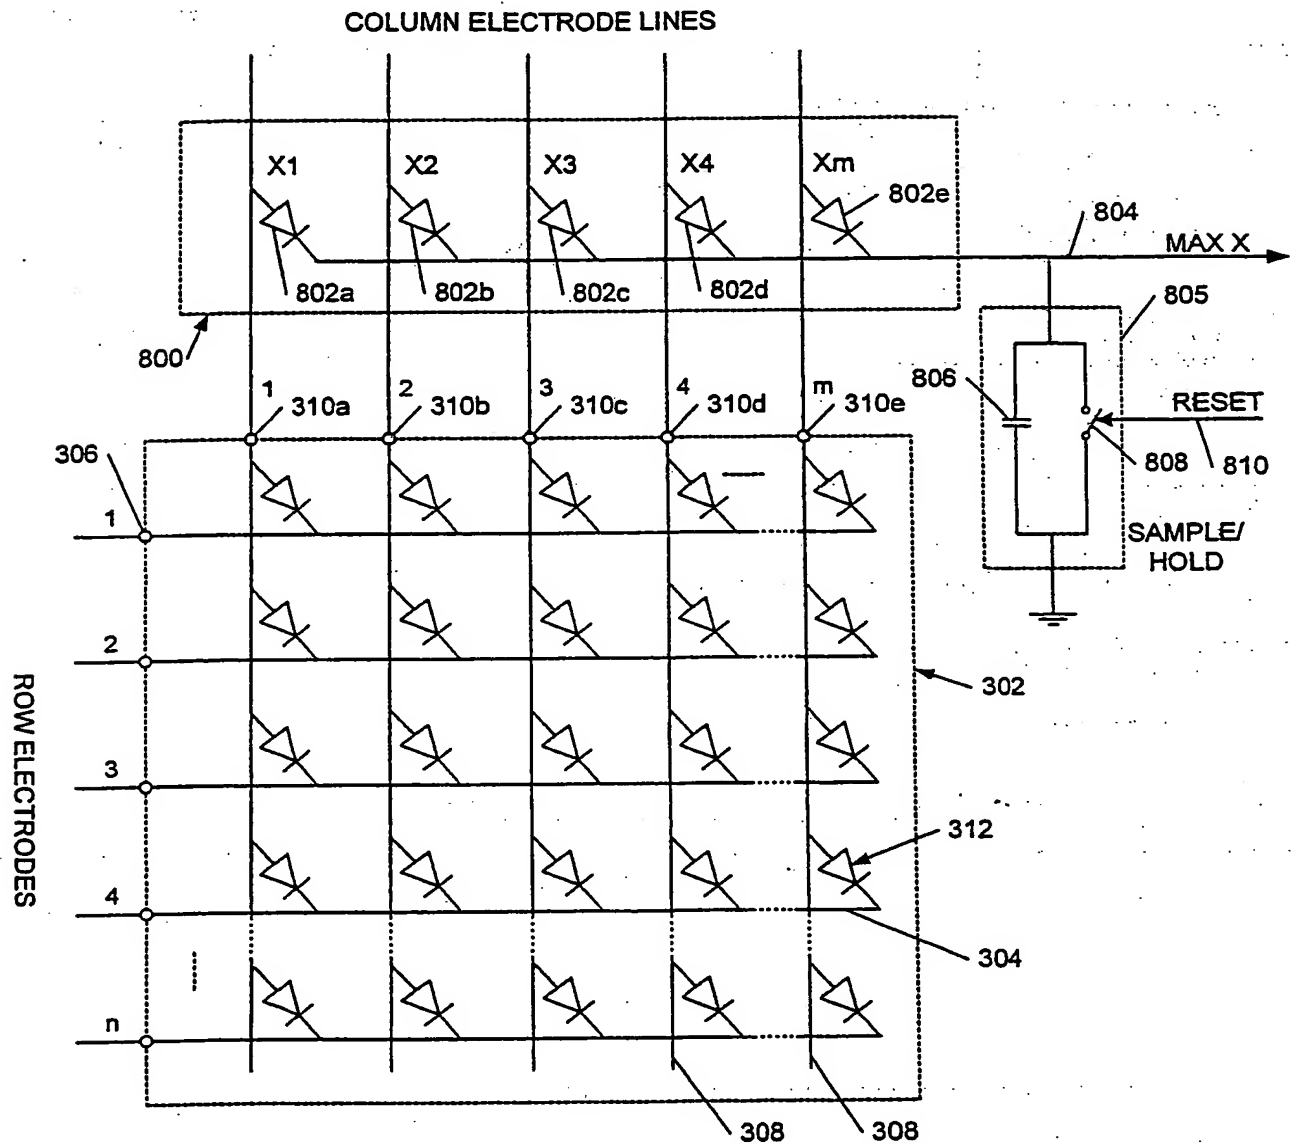 COLUMN ELECTRODE LINES
X1 X2 X3 X4 Xm
802e
804
MAX X
802a 802b 802c 802d
805
800
806
1 2 3 4 m
310a 310b 310c 310d 310e
RESET
306
808 810
1
SAMPLE/
HOLD
2
302
ROW ELECTRODES
3
312
4
304
n
308 308